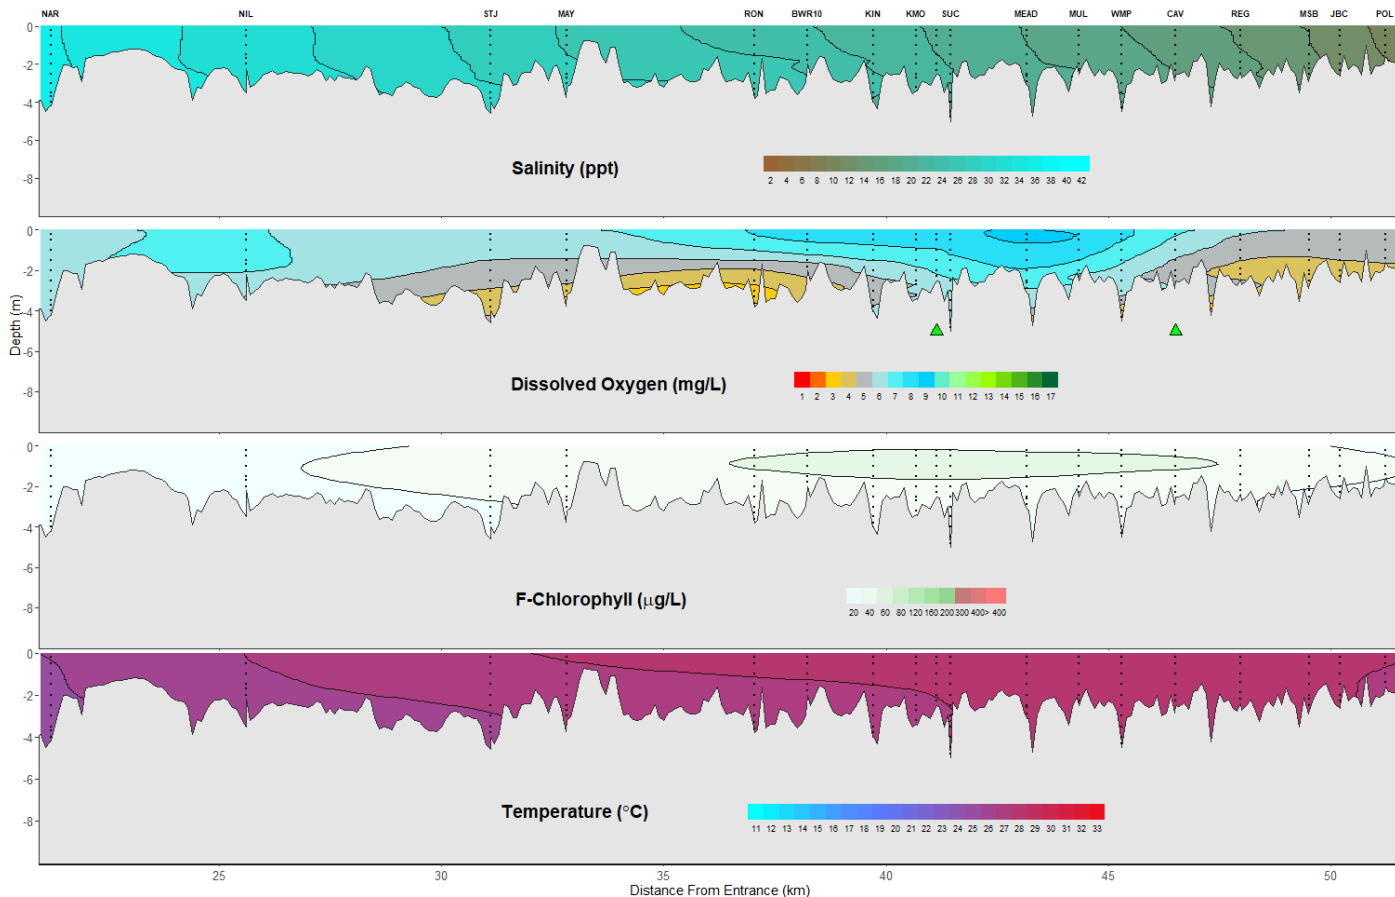 NAR NIL STJ MAY RON BWR10 KIN KMO SUC MEAD MUL WMP CAV REG MSB JBC POL
0
-2
-4
-6
-8
Salinity (ppt)
2 4 6 8 10 12 14 16 18 20 22 24 26 28 30 32 34 36 38 40 42
Depth (m)
0
-2
-4
-6
-8
Dissolved Oxygen (mg/L)
1 2 3 4 5 6 7 8 9 10 11 12 13 14 15 16 17
0
-2
-4
-6
-8
F-Chlorophyll (μg/L)
20 40 60 80 120 160 200 300 400 > 400
0
-2
-4
-6
-8
Temperature (°C)
11 12 13 14 15 16 17 18 19 20 21 22 23 24 25 26 27 28 29 30 31 32 33
25 30 35 40 45 50
Distance From Entrance (km)